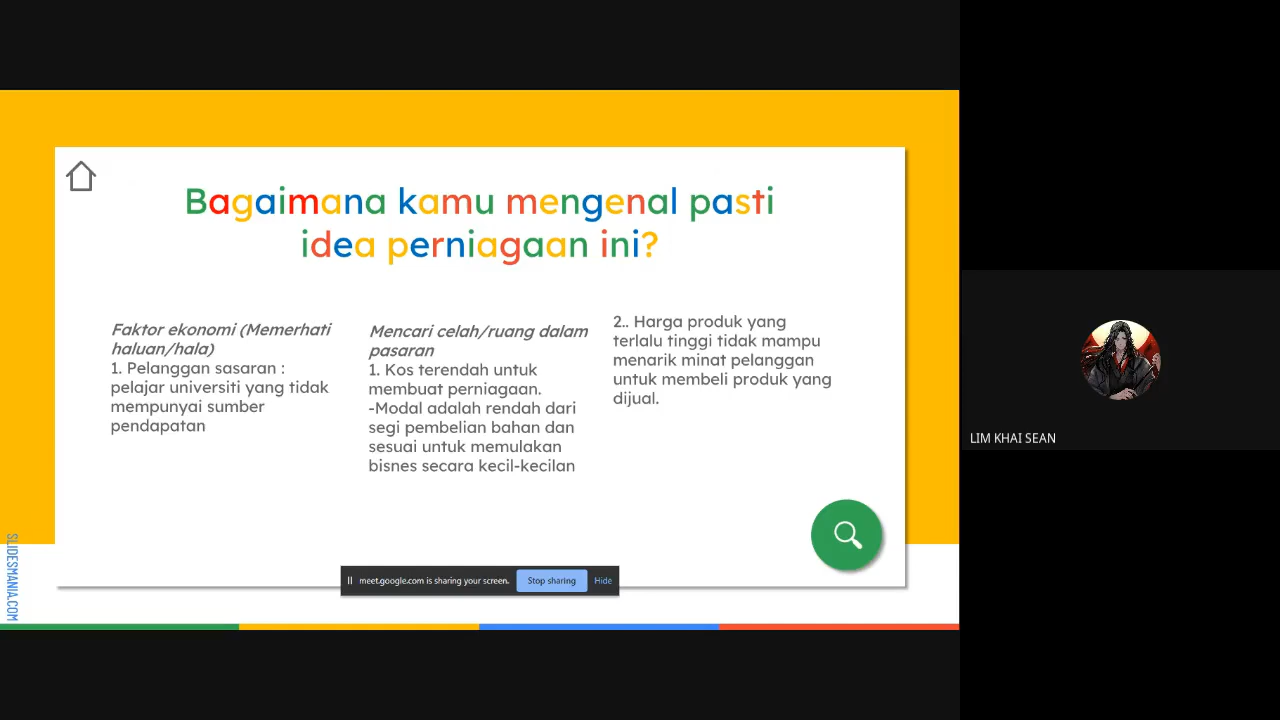 Bagaimana kamu mengenal pasti
idea perniagaan ini?
Faktor ekonomi (Memerhati
haluan/hala)
1. Pelanggan sasaran :
pelajar universiti yang tidak
mempunyai sumber
pendapatan
Mencari celah/ruang dalam
pasaran
1. Kos terendah untuk
membuat perniagaan.
-Modal adalah rendah dari
segi pembelian bahan dan
sesuai untuk memulakan
bisnes secara kecil-kecilan
2.. Harga produk yang
terlalu tinggi tidak mampu
menarik minat pelanggan
untuk membeli produk yang
dijual.
SLIDESMANIA.COM
meet.google.com is sharing your screen. Stop sharing Hide
LIM KHAI SEAN